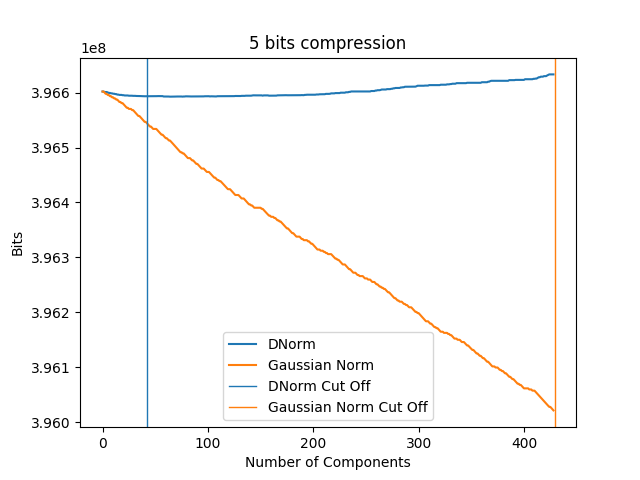 5 bits compression
1e8
3.966
3.965
3.964
3.963
3.962
3.961
3.960
Bits
0 100 200 300 400
Number of Components
DNorm
Gaussian Norm
DNorm Cut Off
Gaussian Norm Cut Off